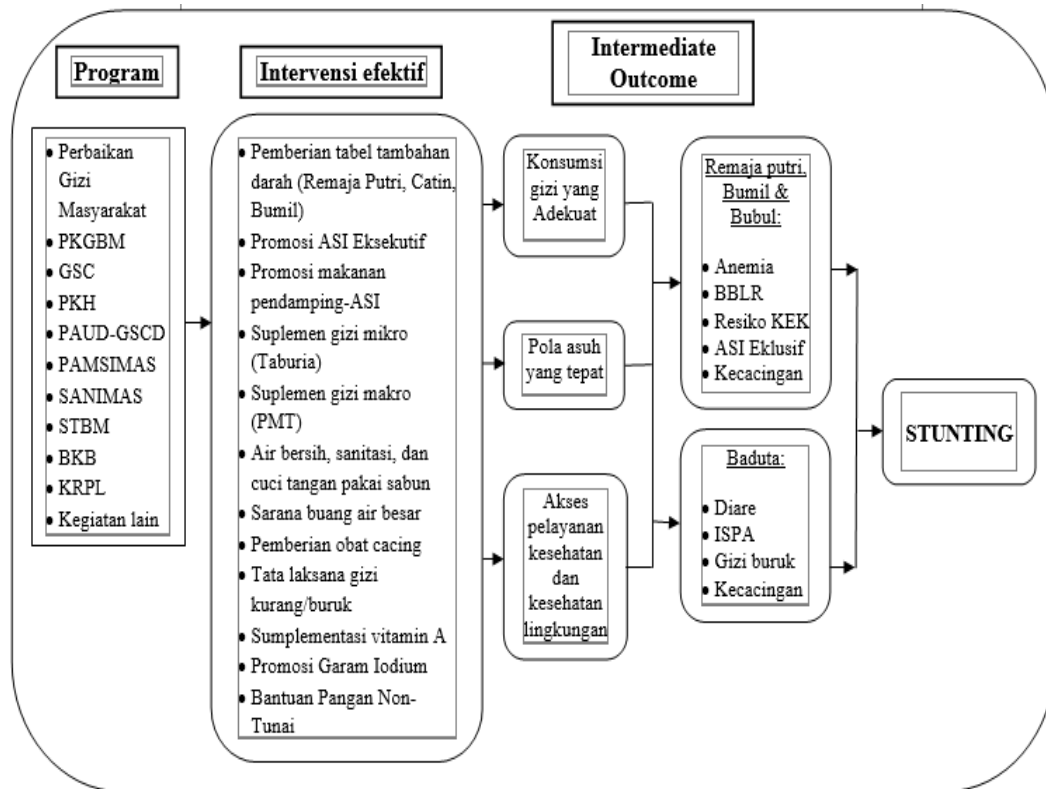 Program
Intervensi efektif
Intermediate
Outcome
• Perbaikan
Gizi
Masyarakat
• PKGBM
• GSC
• PKH
• PAUD-GSCD
• PAMSIMAS
• SANIMAS
• STBM
• BKB
• KRPL
• Kegiatan lain
• Pemberian tabel tambahan
darah (Remaja Putri, Catin,
Bumil)
• Promosi ASI Eksekutif
• Promosi makanan
pendamping-ASI
• Suplemen gizi mikro
(Taburia)
• Suplemen gizi makro
(PMT)
• Air bersih, sanitasi, dan
cuci tangan pakai sabun
• Sarana buang air besar
• Pemberian obat cacing
• Tata laksana gizi
kurang/buruk
• Sumplementasi vitamin A
• Promosi Garam Iodium
• Bantuan Pangan Non-
Tunai
Konsumsi
gizi yang
Adekuat
Pola asuh
yang tepat
Akses
pelayanan
kesehatan
dan
kesehatan
lingkungan
Remaja putri,
Bumil &
Bubul:
• Anemia
• BBLR
• Resiko KEK
• ASI Eklusif
• Kecacingan
Baduta:
• Diare
• ISPA
• Gizi buruk
• Kecacingan
STUNTING